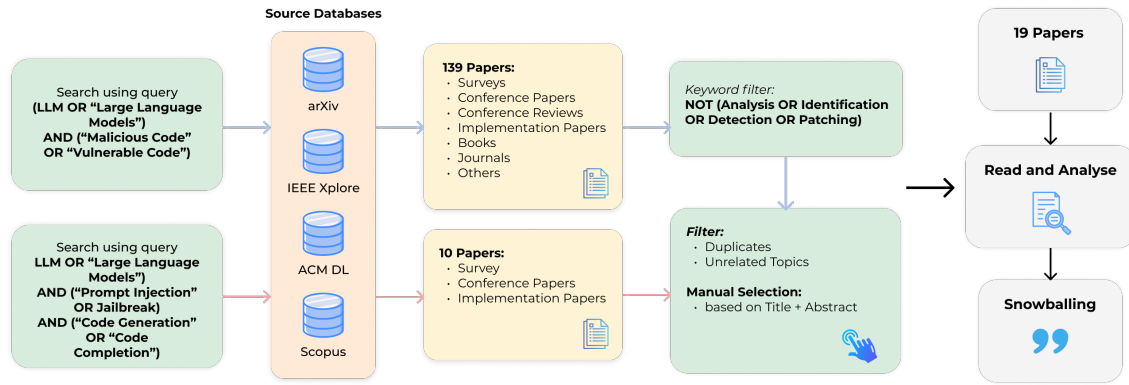 Source Databases
Search using query
(LLM OR “Large Language
Models”)
AND (“Malicious Code”
OR “Vulnerable Code”)
Search using query
LLM OR “Large Language
Models”)
AND (“Prompt Injection”
OR Jailbreak)
AND (“Code Generation”
OR “Code
Completion”)
arXiv
IEEE Xplore
ACM DL
Scopus
139 Papers:
• Surveys
• Conference Papers
• Conference Reviews
• Implementation Papers
• Books
• Journals
• Others
10 Papers:
• Survey
• Conference Papers
• Implementation Papers
Keyword filter:
NOT (Analysis OR Identification
OR Detection OR Patching)
Filter:
• Duplicates
• Unrelated Topics
Manual Selection:
• based on Title + Abstract
19 Papers
Read and Analyse
Snowballing